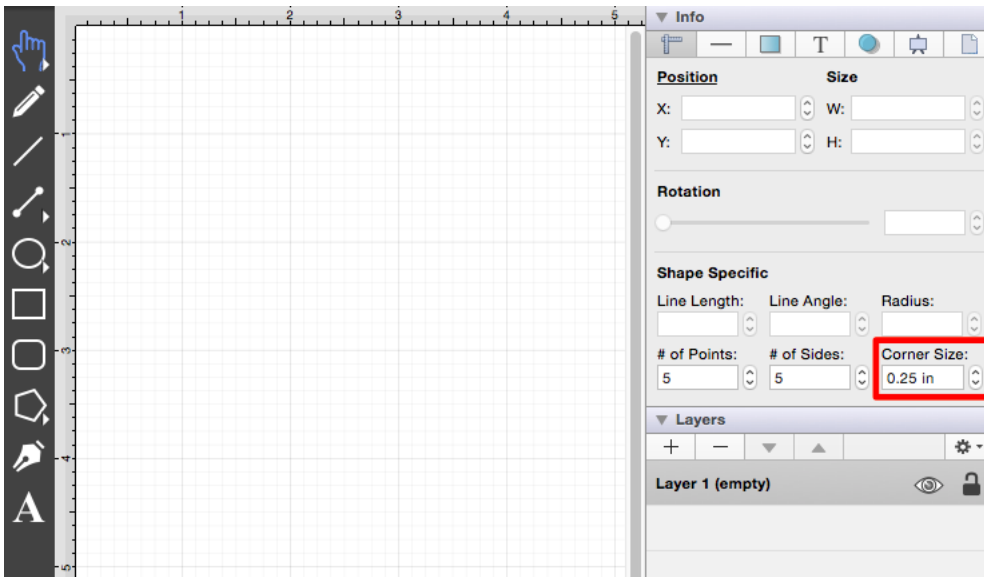 1 2 3 4 5
1
2
3
4
5
A
Info
T
Position Size
X: W:
Y: H:
Rotation
Shape Specific
Line Length: Line Angle: Radius:
# of Points: # of Sides: Corner Size:
5 5 0.25 in
Layers
Layer 1 (empty)